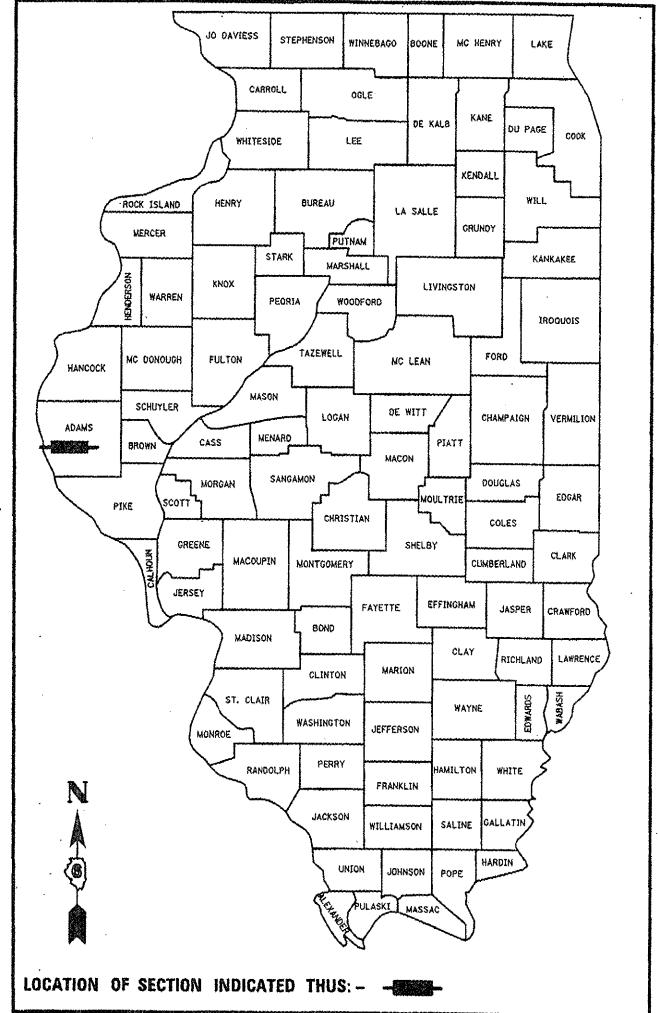 JO DAVIESS STEPHENSON WINNEBAGO BOONE MC HENRY LAKE
CARROLL OGLE DE KALB KANE DU PAGE COOK
WHITESIDE LEE
KENDALL
ROCK ISLAND HENRY BUREAU LA SALLE WILL
MERCER PUTNAM GRUNDY
STARK MARSHALL KANKAKEE
HENDERSON WARREN KNOX PEORIA WOODFORD LIVINGSTON IROQUOIS
HANCOCK MC DONOUGH FULTON TAZEWELL MC LEAN FORD
MASON
SCHUYLER LOGAN DE WITT CHAMPAIGN VERMILION
ADAMS BROWN CASS MENARD PIATT
MACON
MORGAN SANGAMON DOUGLAS
PIKE SCOTT CHRISTIAN MOULTRIE COLES EDGAR
GREENE SHELBY
CALHOUN MACOUPIN MONTGOMERY CUMBERLAND CLARK
JERSEY
FAYETTE EFFINGHAM JASPER CRAWFORD
MADISON BOND
CLAY RICHLAND LAWRENCE
CLINTON MARION
ST. CLAIR WAYNE EDWARDS WABASH
WASHINGTON JEFFERSON
MONROE
RANDOLPH PERRY HAMILTON WHITE
FRANKLIN
N
JACKSON WILLIAMSON SALINE GALLATIN
UNION JOHNSON POPE HARDIN
ALEXANDER PULASKI MASSAC
LOCATION OF SECTION INDICATED THUS: -